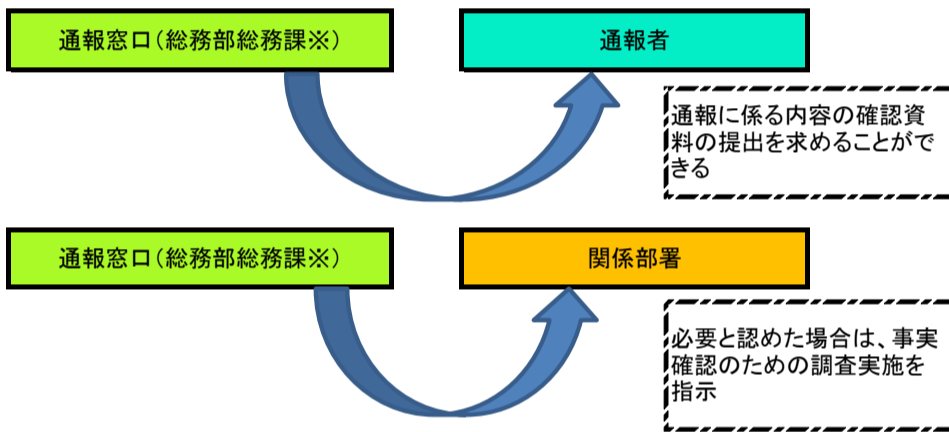 通報窓口（総務部総務課※）
通報者
通報に係る内容の確認資
料の提出を求めることがで
きる
通報窓口（総務部総務課※）
関係部署
必要と認めた場合は、事実
確認のための調査実施を
指示